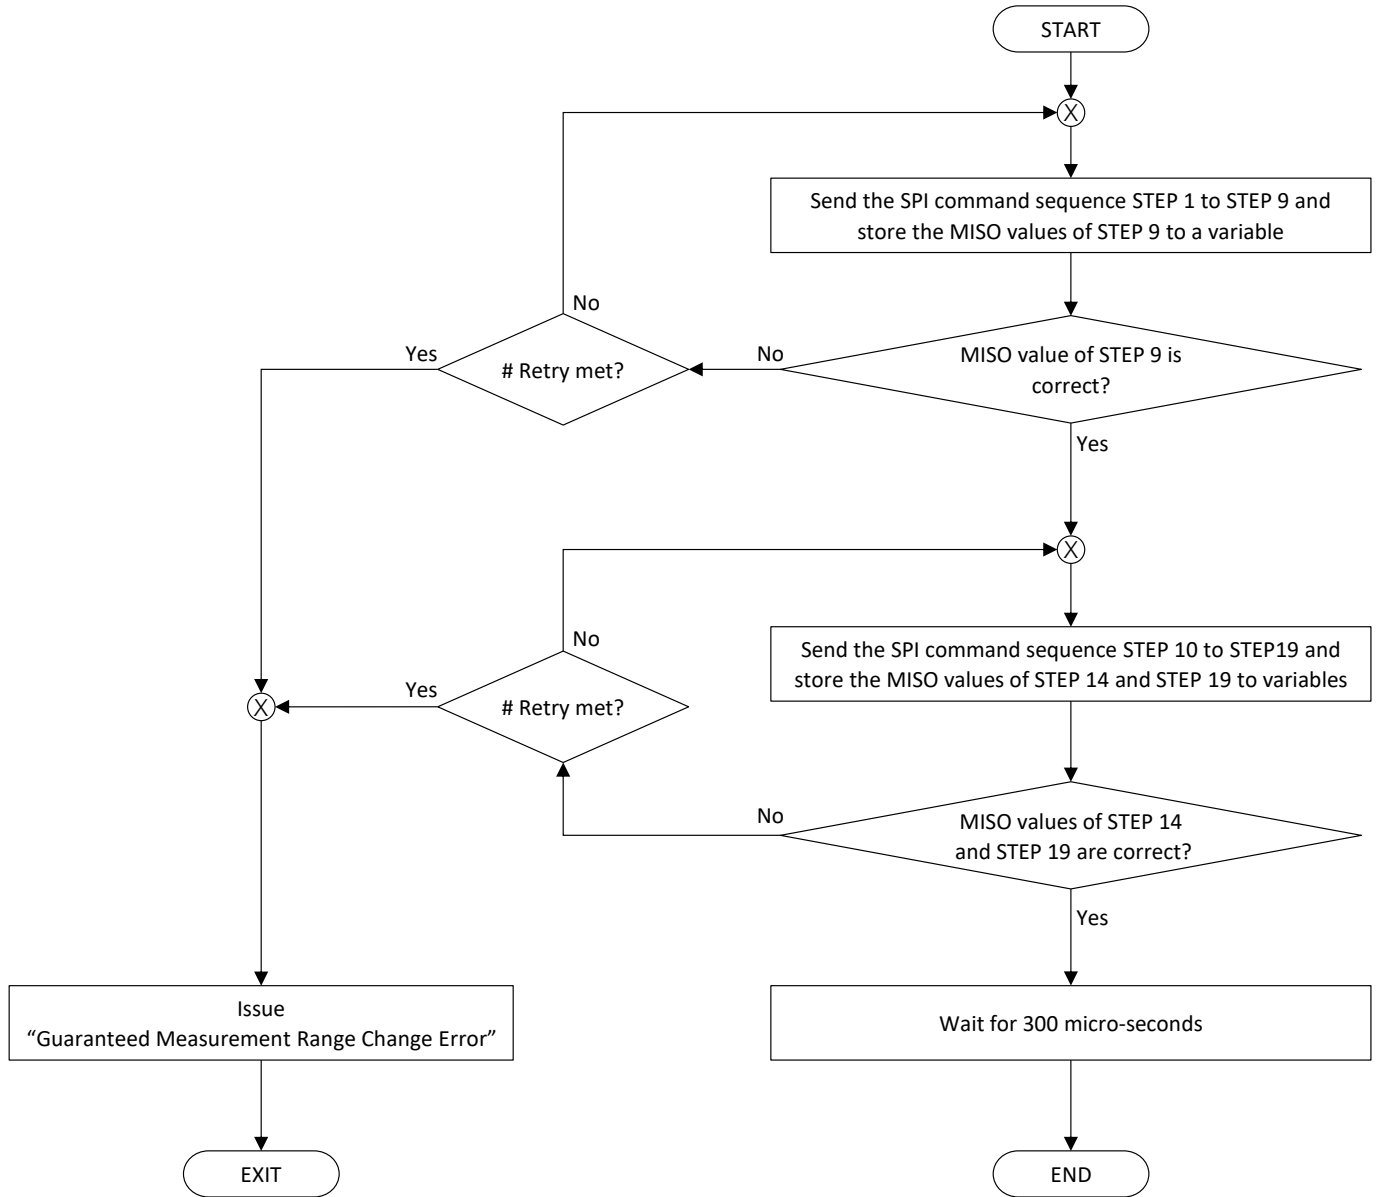 START
X
Send the SPI command sequence STEP 1 to STEP 9 and
store the MISO values of STEP 9 to a variable
No
Yes
# Retry met?
No
MISO value of STEP 9 is
correct?
Yes
X
No
Send the SPI command sequence STEP 10 to STEP19 and
store the MISO values of STEP 14 and STEP 19 to variables
Yes
X
# Retry met?
No
MISO values of STEP 14
and STEP 19 are correct?
Yes
Issue
“Guaranteed Measurement Range Change Error”
Wait for 300 micro-seconds
EXIT
END